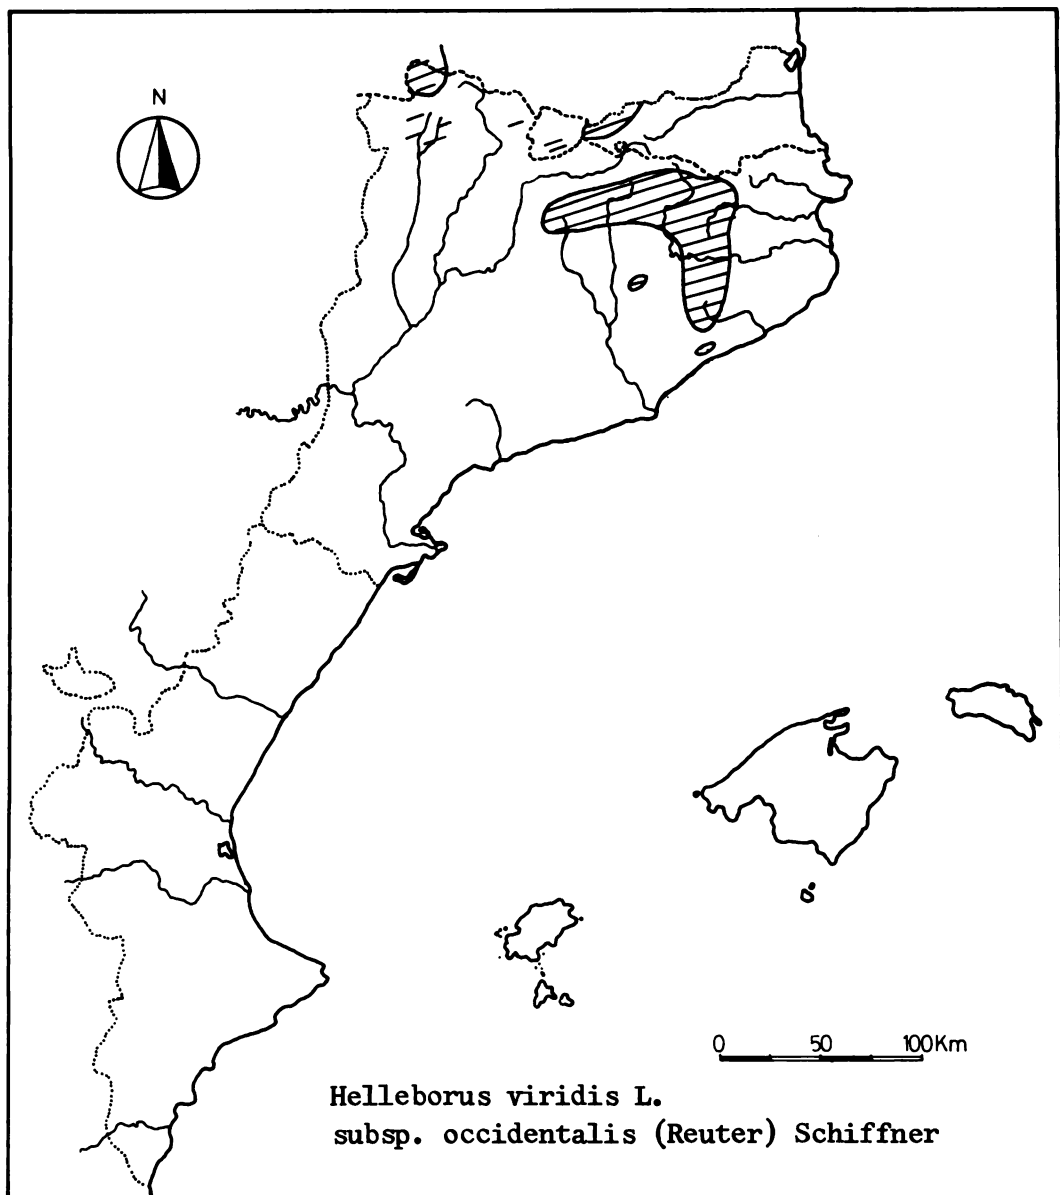 N
0 50 100Km
Helleborus viridis L.
subsp. occidentalis (Reuter) Schiffner